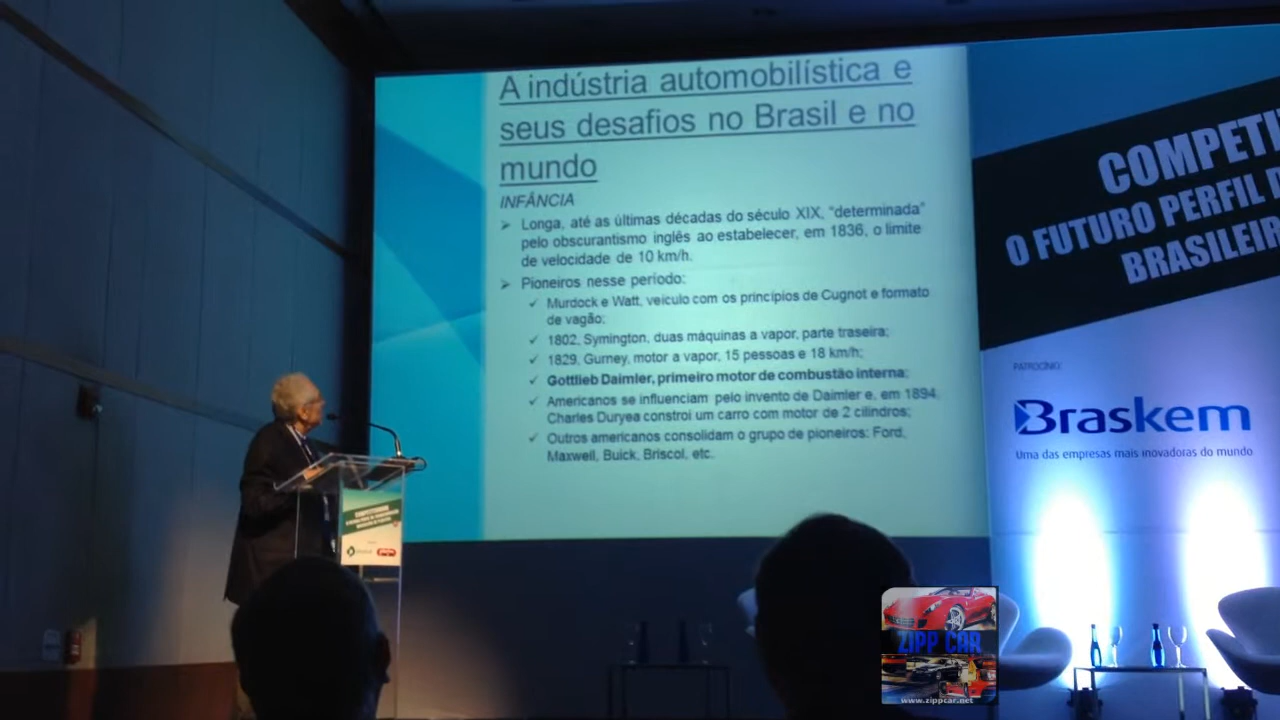 A indústria automobilística e
seus desafios no Brasil e no
mundo
INFÂNCIA
➢ Longa, até as últimas décadas do século XIX, “determinada”
pelo obscurantismo inglês ao estabelecer, em 1836, o limite
de velocidade de 10 km/h.
➢ Pioneiros nesse período:
✓ Murdock e Watt, veículo com os princípios de Cugnot e formato
de vagão;
✓ 1802, Symington, duas máquinas a vapor, parte traseira;
✓ 1829, Gurney, motor a vapor, 15 pessoas e 18 km/h;
✓ Gottlieb Daimler, primeiro motor de combustão interna;
✓ Americanos se influenciam pelo invento de Daimler e, em 1894,
Charles Duryea constroi um carro com motor de 2 cilindros;
✓ Outros americanos consolidam o grupo de pioneiros: Ford,
Maxwell, Buick, Briscol, etc.
COMPETI
O FUTURO PERFIL D
BRASILEIR
PATROCÍNIO:
Braskem
Uma das empresas mais inovadoras do mundo
ZIPP CAR
www.zippcar.net